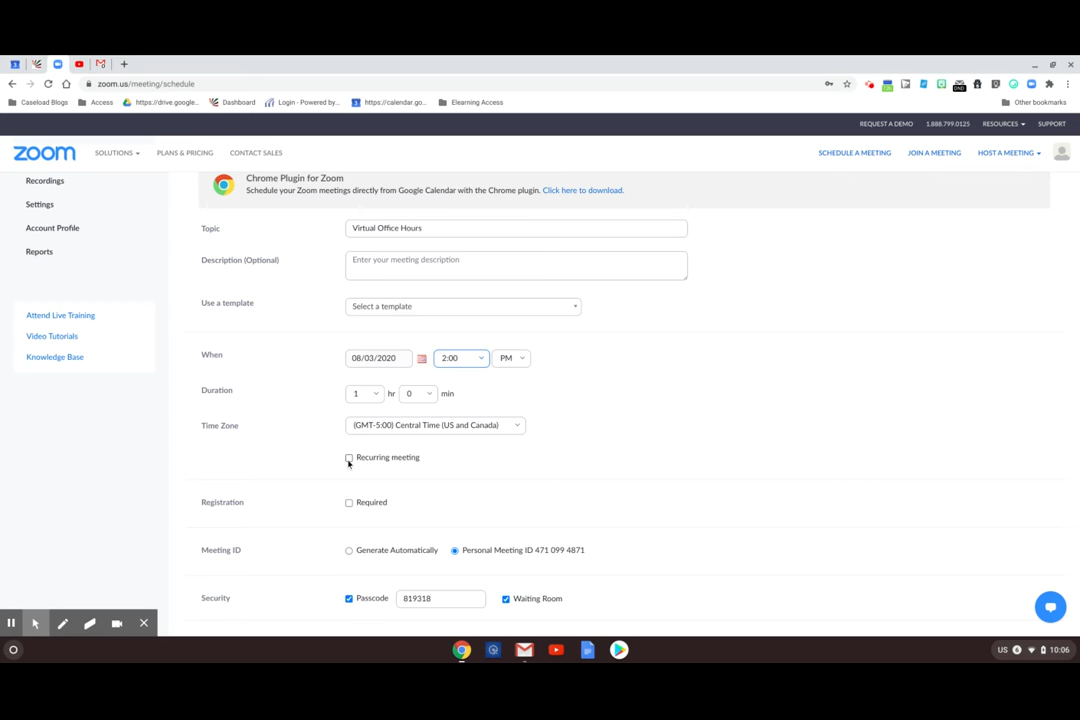 zoom.us/meeting/schedule
Caseload Blogs Access https://drive.google... Dashboard Login - Powered by... https://calendar.go... Elearning Access Other bookmarks
REQUEST A DEMO 1.888.799.0125 RESOURCES SUPPORT
zoom SOLUTIONS PLANS & PRICING CONTACT SALES SCHEDULE A MEETING JOIN A MEETING HOST A MEETING
Recordings
Settings
Account Profile
Reports
Attend Live Training
Video Tutorials
Knowledge Base
Chrome Plugin for Zoom
Schedule your Zoom meetings directly from Google Calendar with the Chrome plugin. Click here to download.
Topic Virtual Office Hours
Description (Optional) Enter your meeting description
Use a template Select a template
When 08/03/2020 2:00 PM
Duration 1 hr 0 min
Time Zone (GMT-5:00) Central Time (US and Canada)
Recurring meeting
Registration Required
Meeting ID Generate Automatically Personal Meeting ID 471 099 4871
Security Passcode 819318 Waiting Room
US 6 10:06